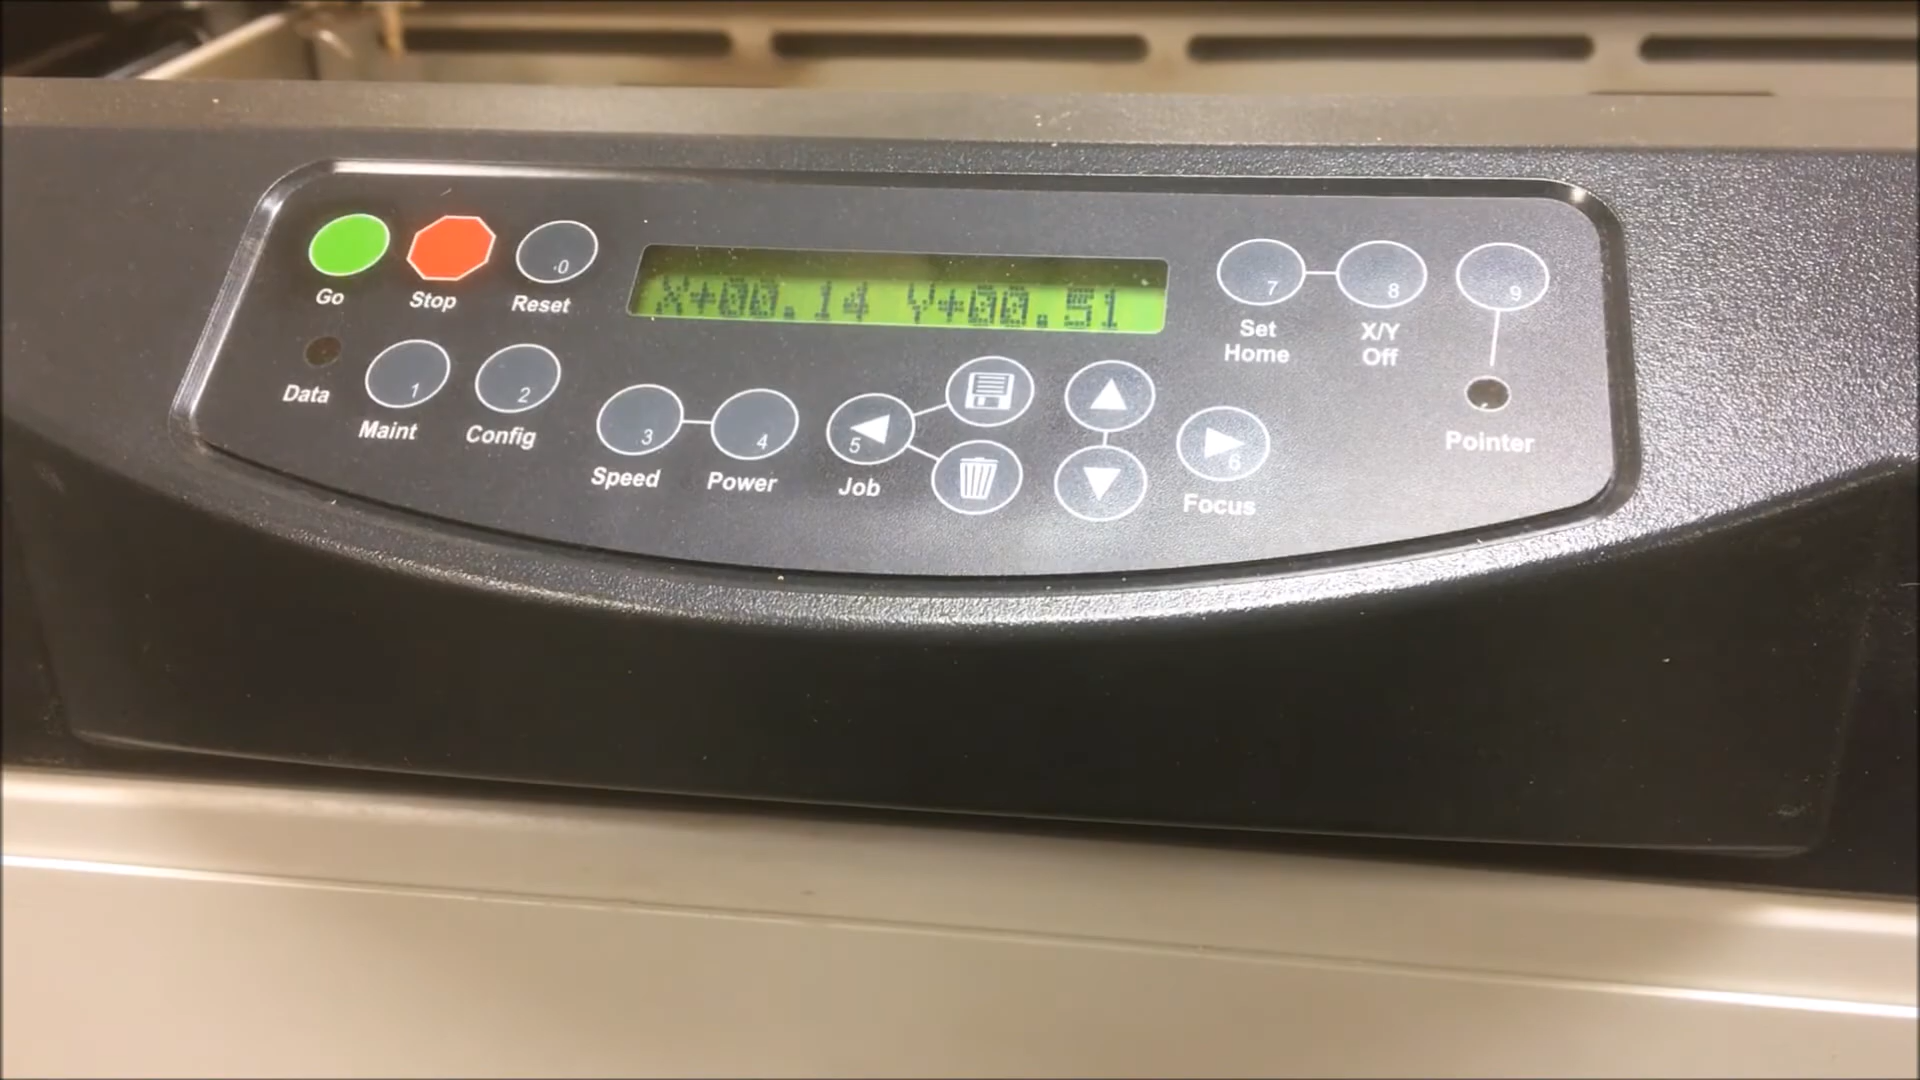 0
Go
Stop
Reset
X+00.14 Y+00.51
7
8
9
Set
Home
X/Y
Off
Data
1
2
Maint
Config
3
4
5
6
Speed
Power
Job
Focus
Pointer